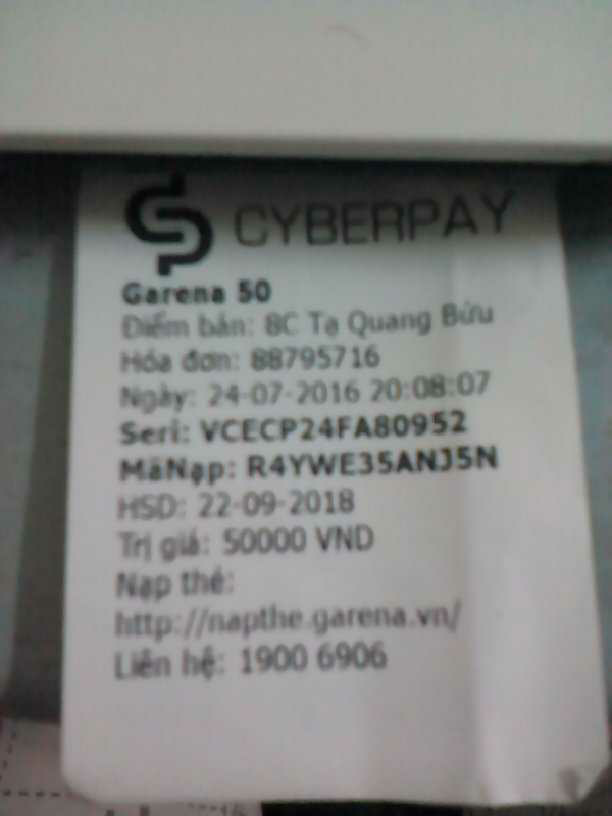 CYBERPAY
Garena 50
Điểm bán: 8C Tạ Quang Bửu
Hóa đơn: 88795716
Ngày: 24-07-2016 20:08:07
Seri: VCECP24FA80952
MãNạp: R4YWE35ANJ5N
HSD: 22-09-2018
Trị giá: 50000 VND
Nạp thẻ:
http://napthe.garena.vn/
Liên hệ: 1900 6906